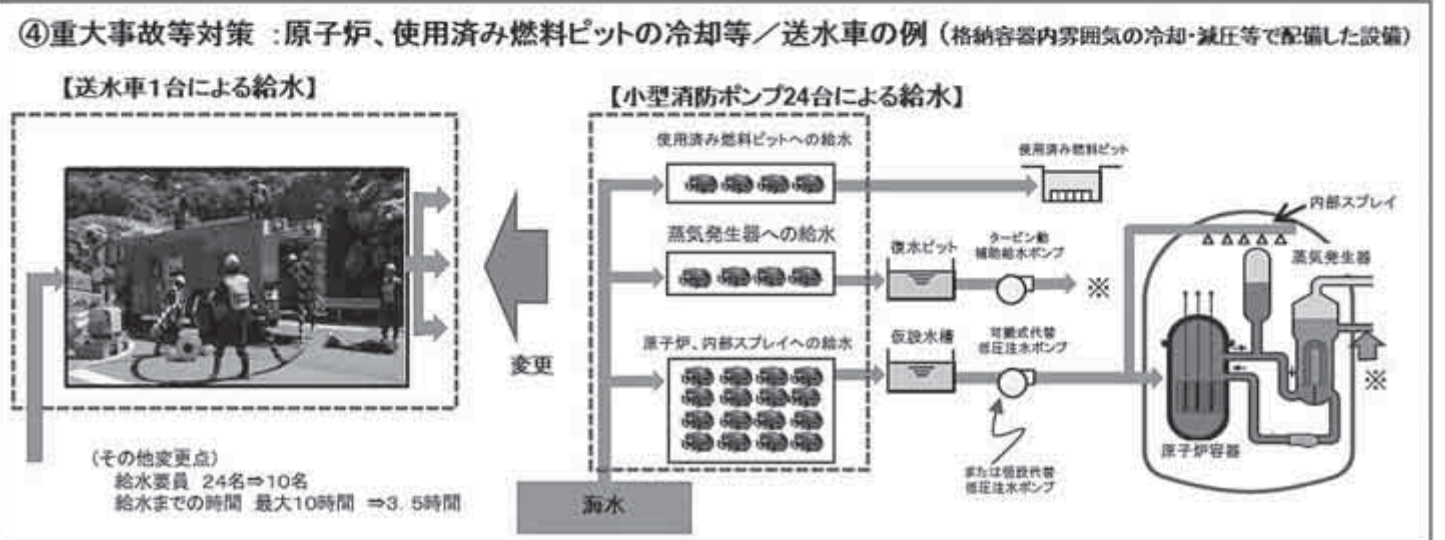 ④重大事故等対策 :原子炉、使用済み燃料ピットの冷却等／送水車の例（格納容器内雰囲気の冷却・減圧等で配備した設備）
【送水車1台による給水】
（その他変更点）
給水要員 24名⇒10名
給水までの時間 最大10時間 ⇒3．5時間
変更
【小型消防ポンプ24台による給水】
使用済み燃料ピットへの給水
蒸気発生器への給水
原子炉、内部スプレイへの給水
海水
使用済み燃料ピット
復水ピット
タービン動
補助給水ポンプ
※
仮設水槽
可搬式代替
低圧注水ポンプ
または恒設代替
低圧注水ポンプ
内部スプレイ
蒸気発生器
※
原子炉容器